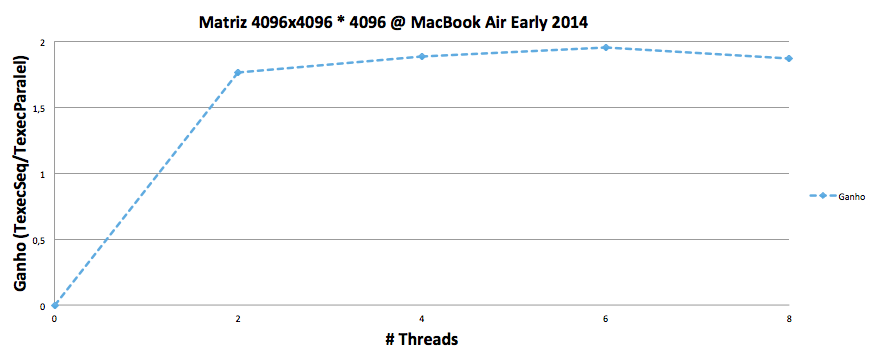 Matriz 4096x4096 * 4096 @ MacBook Air Early 2014
Ganho (TexecSeq/TexecParalel)
2
1,5
1
0,5
0
0 2 4 6 8
# Threads
Ganho